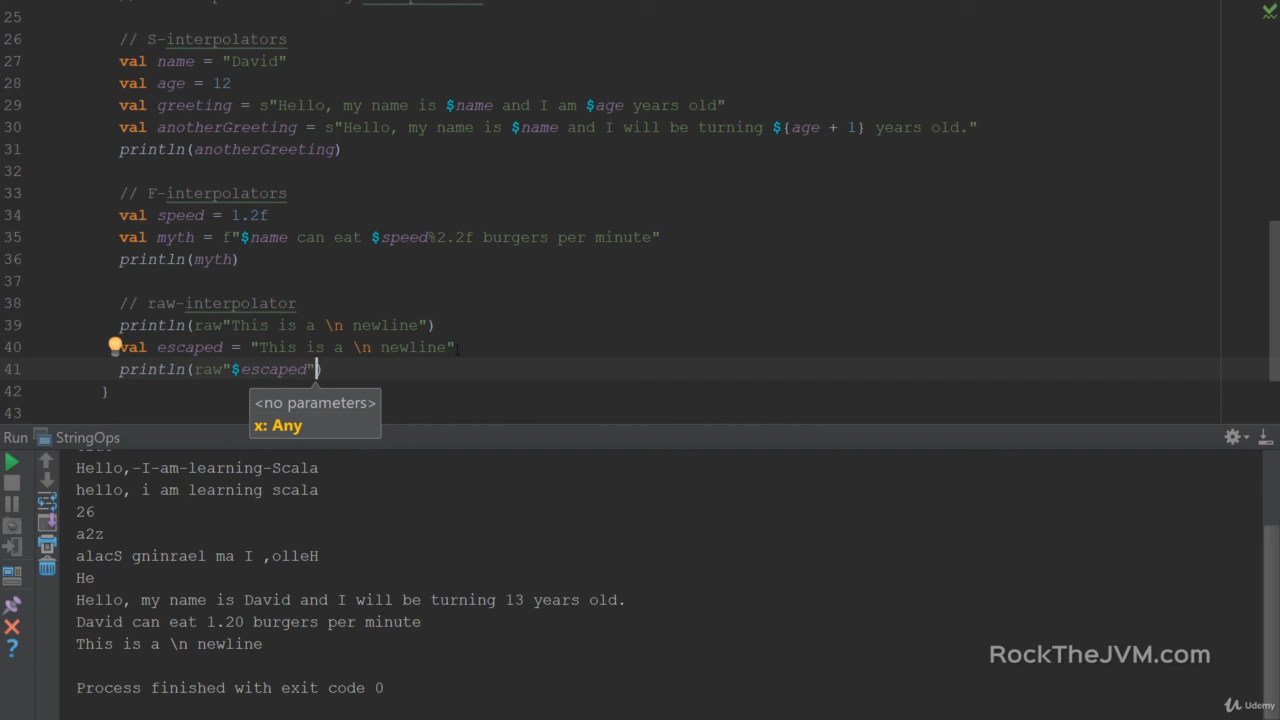 25
26 // S-interpolators
27 val name = "David"
28 val age = 12
29 val greeting = s"Hello, my name is $name and I am $age years old"
30 val anotherGreeting = s"Hello, my name is $name and I will be turning ${age + 1} years old."
31 println(anotherGreeting)
32
33 // F-interpolators
34 val speed = 1.2f
35 val myth = f"$name can eat $speed%2.2f burgers per minute"
36 println(myth)
37
38 // raw-interpolator
39 println(raw"This is a \n newline")
40 val escaped = "This is a \n newline"
41 println(raw"$escaped")
42 }
<no parameters>
43
x: Any
Run StringOps
Hello,-I-am-learning-Scala
hello, i am learning scala
26
a2z
alacS gninrael ma I ,olleH
He
Hello, my name is David and I will be turning 13 years old.
David can eat 1.20 burgers per minute
This is a \n newline
RockTheJVM.com
Process finished with exit code 0
Udemy